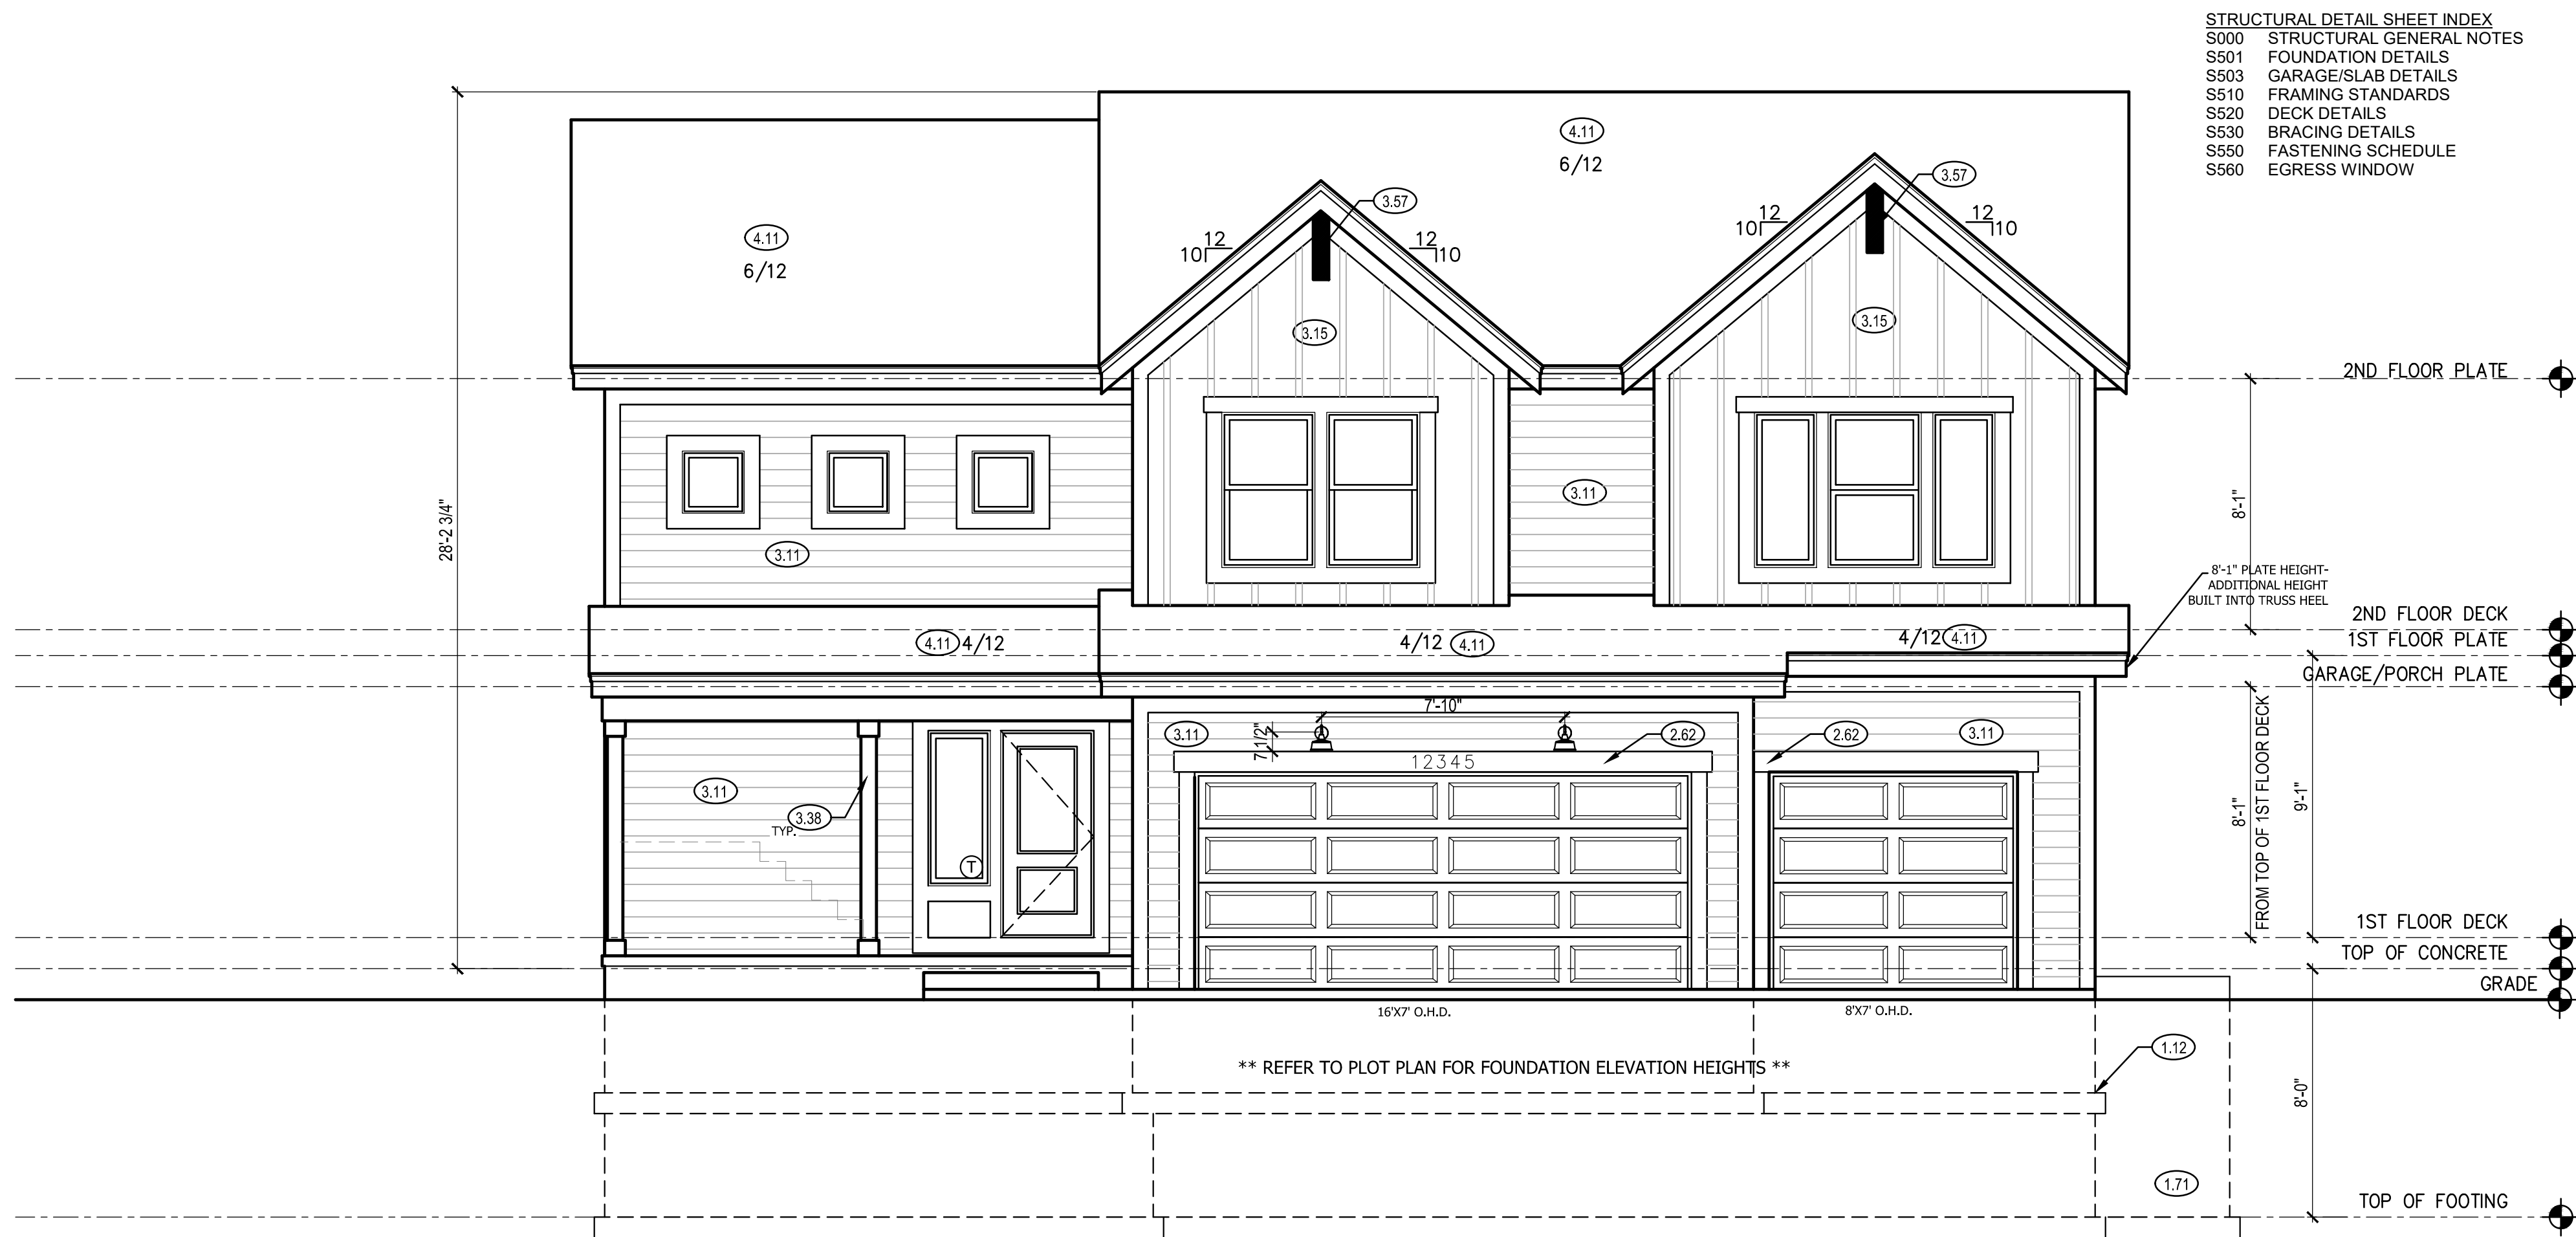 STRUCTURAL DETAIL SHEET INDEX
S000 STRUCTURAL GENERAL NOTES
S501 FOUNDATION DETAILS
S503 GARAGE/SLAB DETAILS
S510 FRAMING STANDARDS
S520 DECK DETAILS
S530 BRACING DETAILS
S550 FASTENING SCHEDULE
S560 EGRESS WINDOW
4.11
6/12
3.57
3.57
12
10
12
10
12
10
12
10
4.11
6/12
3.15
3.15
2ND FLOOR PLATE
28'-2 3/4"
3.11
3.11
8'-1"
8'-1" PLATE HEIGHT-
ADDITIONAL HEIGHT
BUILT INTO TRUSS HEEL
2ND FLOOR DECK
4.11 4/12
4/12 4.11
4/12 4.11
1ST FLOOR PLATE
GARAGE/PORCH PLATE
7'-10"
7 1/2"
3.11
2.62
2.62
3.11
12345
3.11
3.38
TYP.
T
8'-1"
FROM TOP OF 1ST FLOOR DECK
9'-1"
1ST FLOOR DECK
TOP OF CONCRETE
GRADE
16'X7' O.H.D.
8'X7' O.H.D.
** REFER TO PLOT PLAN FOR FOUNDATION ELEVATION HEIGHTS **
1.12
8'-0"
1.71
TOP OF FOOTING